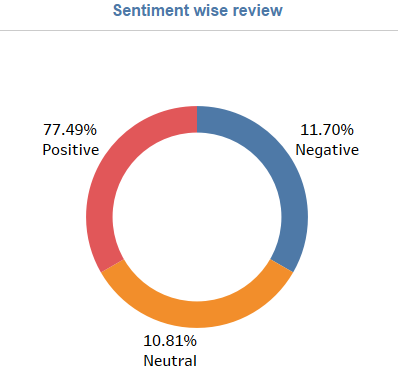 Sentiment wise review
77.49%
Positive
11.70%
Negative
10.81%
Neutral